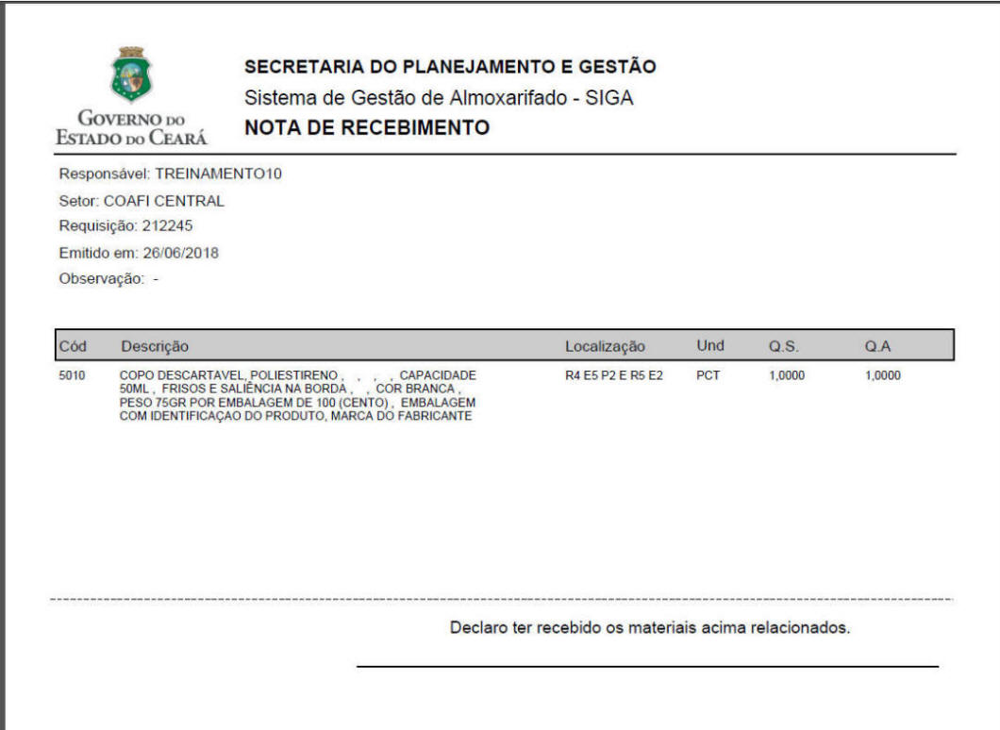 GOVERNO DO
ESTADO DO CEARÁ
SECRETARIA DO PLANEJAMENTO E GESTÃO
Sistema de Gestão de Almoxarifado - SIGA
NOTA DE RECEBIMENTO
Responsável: TREINAMENTO10
Setor: COAFI CENTRAL
Requisição: 212245
Emitido em: 26/06/2018
Observação: -
Cód Descrição Localização Und Q.S. Q.A
5010 COPO DESCARTAVEL, POLIESTIRENO , , , , CAPACIDADE R4 E5 P2 E R5 E2 PCT 1,0000 1,0000
50ML , FRISOS E SALIÊNCIA NA BORDA , , COR BRANCA ,
PESO 75GR POR EMBALAGEM DE 100 (CENTO) , EMBALAGEM
COM IDENTIFICAÇAO DO PRODUTO, MARCA DO FABRICANTE
Declaro ter recebido os materiais acima relacionados.